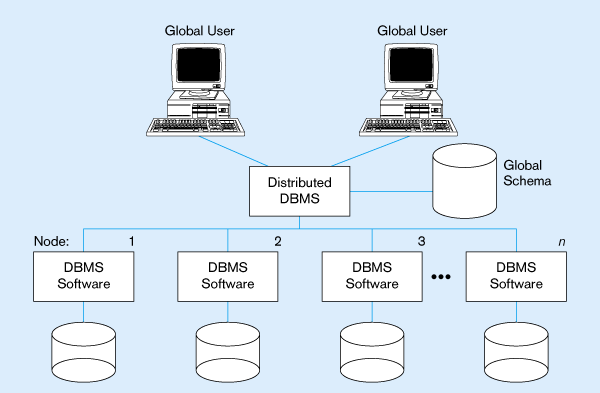 Global User
Global User
Global
Schema
Distributed
DBMS
Node:
1
2
3
n
DBMS
Software
DBMS
Software
DBMS
Software
•••
DBMS
Software